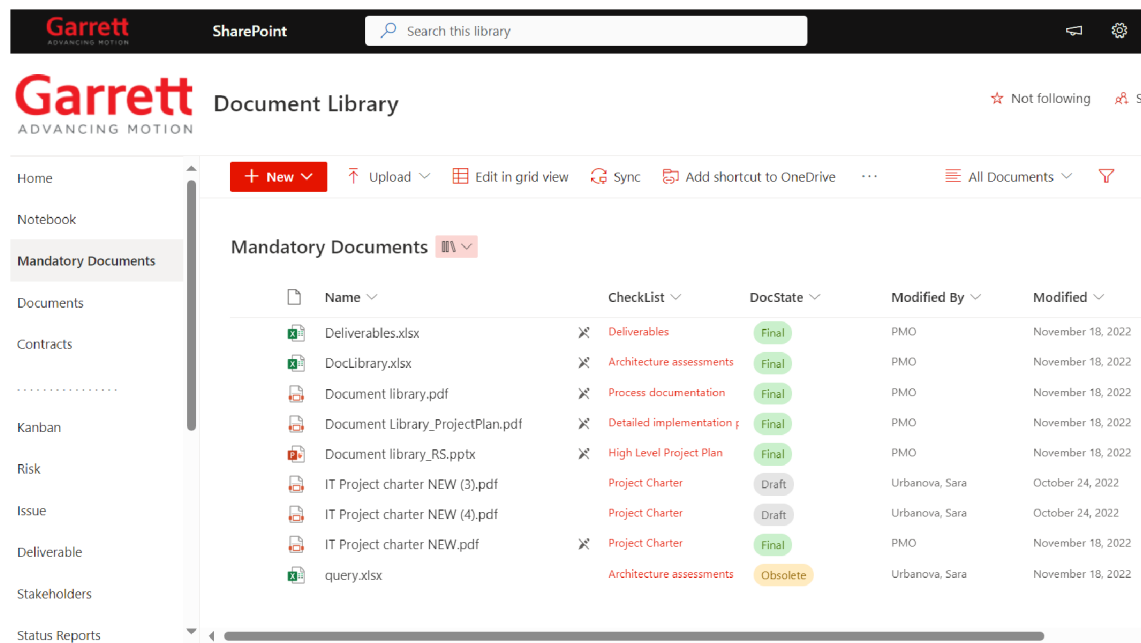 Garrett
ADVANCING MOTION
SharePoint
Search this library
Garrett
ADVANCING MOTION
Document Library
Not following
S
Home
Notebook
Mandatory Documents
Documents
Contracts
................
Kanban
Risk
Issue
Deliverable
Stakeholders
Status Reports
+ New
Upload
Edit in grid view
Sync
Add shortcut to OneDrive
...
All Documents
Mandatory Documents
Name CheckList DocState Modified By Modified
Deliverables.xlsx Deliverables Final PMO November 18, 2022
DocLibrary.xlsx Architecture assessments Final PMO November 18, 2022
Document library.pdf Process documentation Final PMO November 18, 2022
Document Library_ProjectPlan.pdf Detailed implementation p Final PMO November 18, 2022
Document library_RS.pptx High Level Project Plan Final PMO November 18, 2022
IT Project charter NEW (3).pdf Project Charter Draft Urbanova, Sara October 24, 2022
IT Project charter NEW (4).pdf Project Charter Draft Urbanova, Sara October 24, 2022
IT Project charter NEW.pdf Project Charter Final PMO November 18, 2022
query.xlsx Architecture assessments Obsolete Urbanova, Sara November 18, 2022